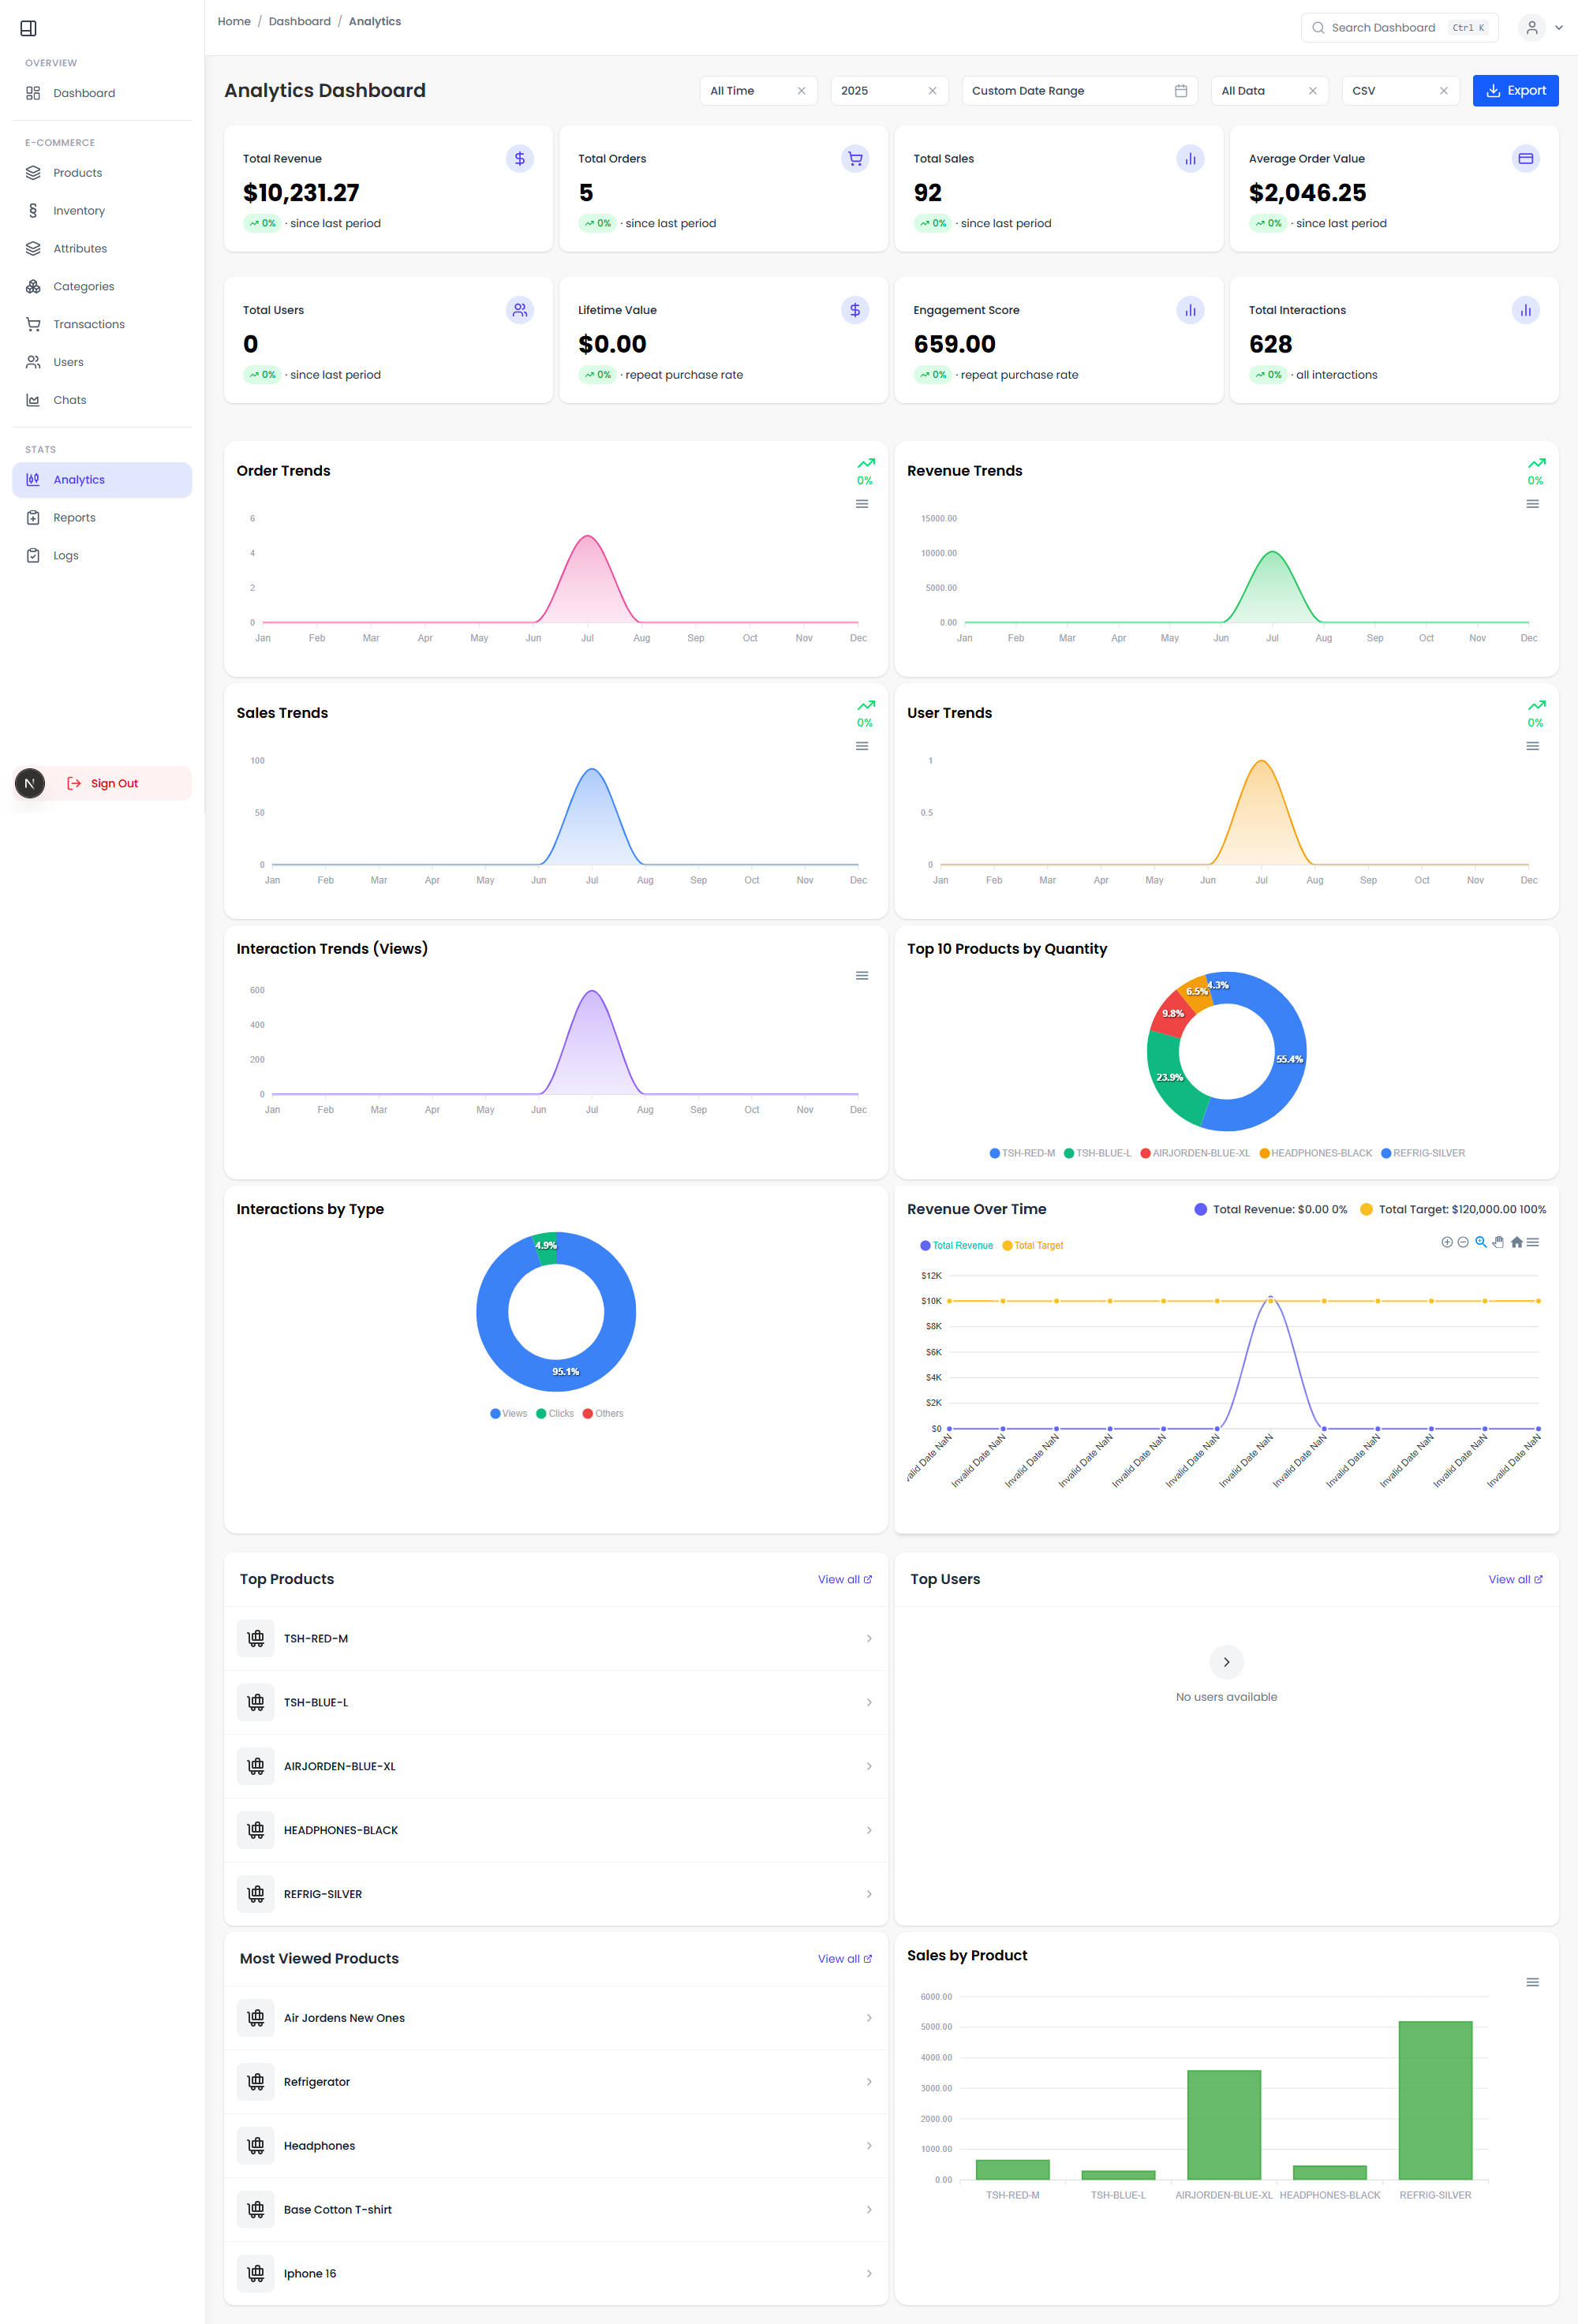 Home / Dashboard / Analytics
Search Dashboard Ctrl K
OVERVIEW
Dashboard
E-COMMERCE
Products
Inventory
Attributes
Categories
Transactions
Users
Chats
STATS
Analytics
Reports
Logs
N
Sign Out
Analytics Dashboard
All Time
2025
Custom Date Range
All Data
CSV
Export
Total Revenue
$10,231.27
0% · since last period
Total Orders
5
0% · since last period
Total Sales
92
0% · since last period
Average Order Value
$2,046.25
0% · since last period
Total Users
0
0% · since last period
Lifetime Value
$0.00
0% · repeat purchase rate
Engagement Score
659.00
0% · repeat purchase rate
Total Interactions
628
0% · all interactions
Order Trends
0%
6
4
2
0
Jan Feb Mar Apr May Jun Jul Aug Sep Oct Nov Dec
Revenue Trends
0%
15000.00
10000.00
5000.00
0.00
Jan Feb Mar Apr May Jun Jul Aug Sep Oct Nov Dec
Sales Trends
0%
100
50
0
Jan Feb Mar Apr May Jun Jul Aug Sep Oct Nov Dec
User Trends
0%
1
0.5
0
Jan Feb Mar Apr May Jun Jul Aug Sep Oct Nov Dec
Interaction Trends (Views)
600
400
200
0
Jan Feb Mar Apr May Jun Jul Aug Sep Oct Nov Dec
Top 10 Products by Quantity
4.3%
6.5%
9.8%
55.4%
23.9%
TSH-RED-M TSH-BLUE-L AIRJORDEN-BLUE-XL HEADPHONES-BLACK REFRIG-SILVER
Interactions by Type
4.9%
95.1%
Views Clicks Others
Revenue Over Time
Total Revenue: $0.00 0% Total Target: $120,000.00 100%
Total Revenue Total Target
$12K
$10K
$8K
$6K
$4K
$2K
$0
alid Date NaN Invalid Date NaN Invalid Date NaN Invalid Date NaN Invalid Date NaN Invalid Date NaN Invalid Date NaN Invalid Date NaN Invalid Date NaN Invalid Date NaN Invalid Date NaN Invalid Date NaN
Top Products
View all
TSH-RED-M
TSH-BLUE-L
AIRJORDEN-BLUE-XL
HEADPHONES-BLACK
REFRIG-SILVER
Top Users
View all
No users available
Most Viewed Products
View all
Air Jordens New Ones
Refrigerator
Headphones
Base Cotton T-shirt
Iphone 16
Sales by Product
6000.00
5000.00
4000.00
3000.00
2000.00
1000.00
0.00
TSH-RED-M TSH-BLUE-L AIRJORDEN-BLUE-XL HEADPHONES-BLACK REFRIG-SILVER